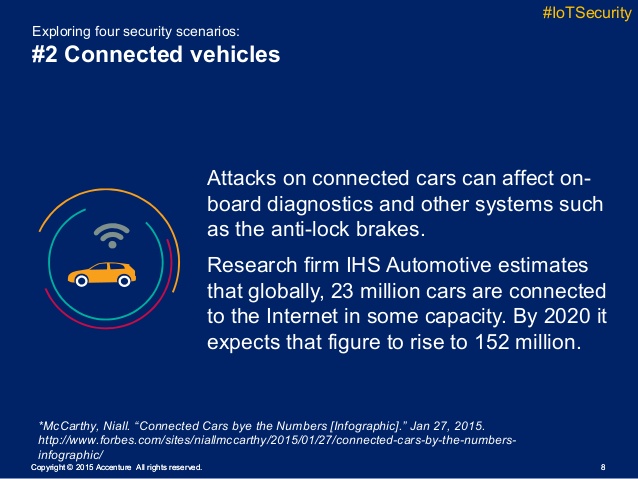 #IoTSecurity
Exploring four security scenarios:
#2 Connected vehicles
Attacks on connected cars can affect on-
board diagnostics and other systems such
as the anti-lock brakes.
Research firm IHS Automotive estimates
that globally, 23 million cars are connected
to the Internet in some capacity. By 2020 it
expects that figure to rise to 152 million.
*McCarthy, Niall. “Connected Cars bye the Numbers [Infographic].” Jan 27, 2015.
http://www.forbes.com/sites/niallmccarthy/2015/01/27/connected-cars-by-the-numbers-
infographic/
Copyright © 2015 Accenture All rights reserved.
8